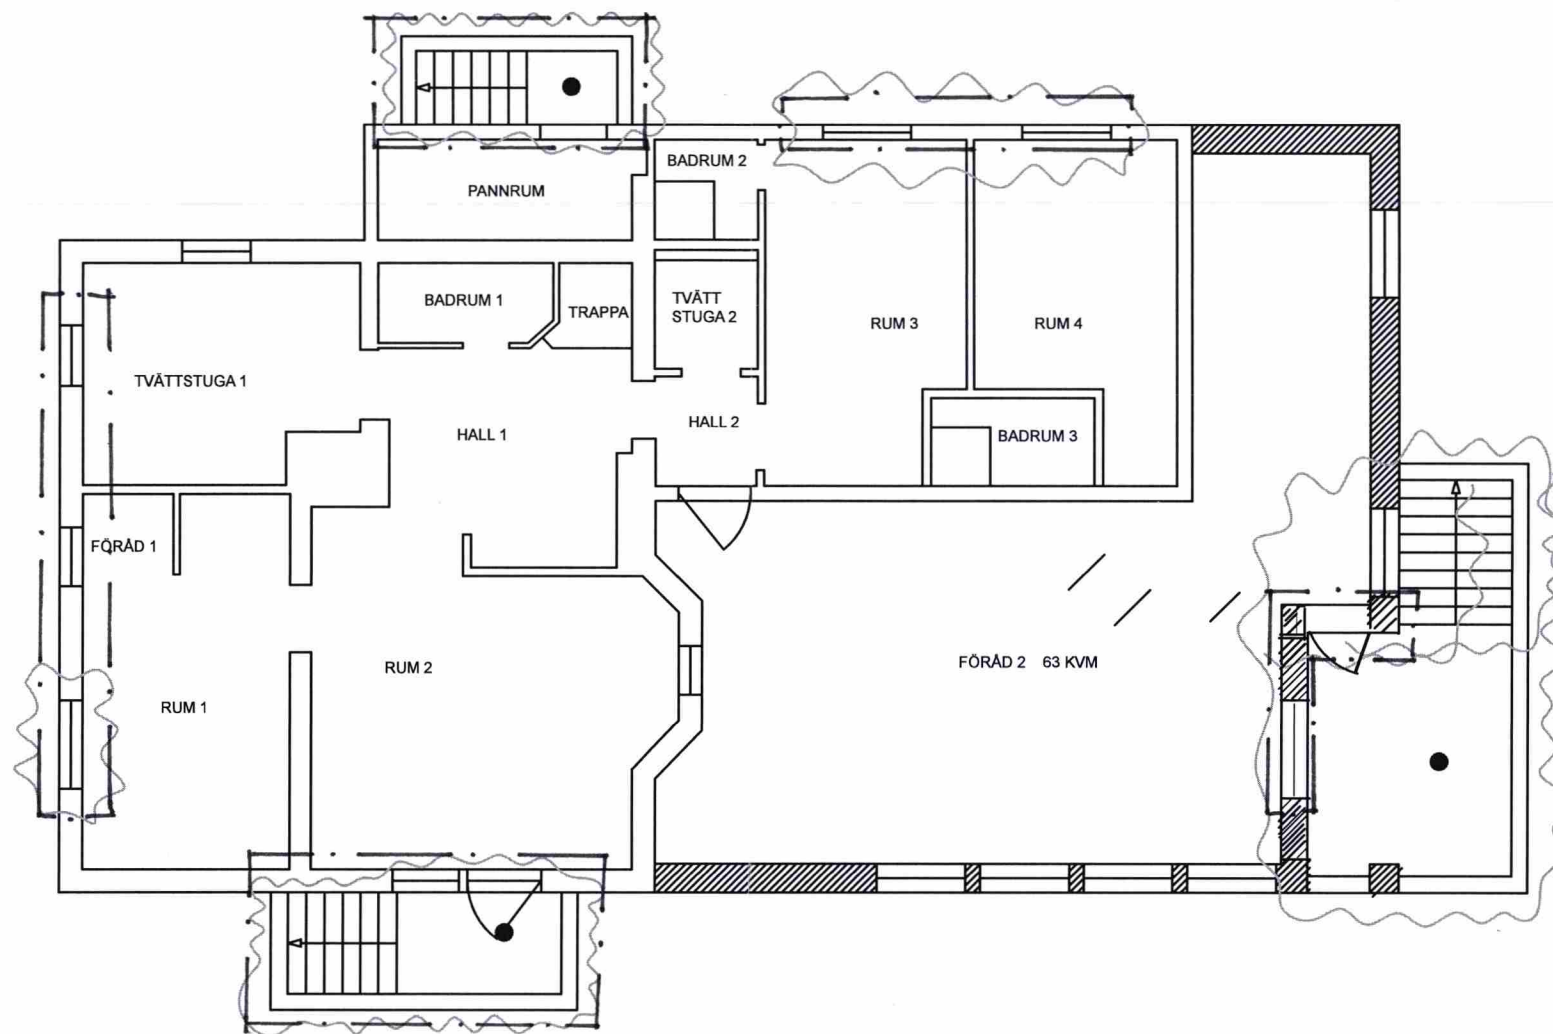 BADRUM 2
PANNRUM
BADRUM 1
TRAPPA
TVÄTT
STUGA 2
RUM 3
RUM 4
TVÄTTSTUGA 1
HALL 1
HALL 2
BADRUM 3
FÖRÅD 1
RUM 2
FÖRÅD 2 63 KVM
RUM 1